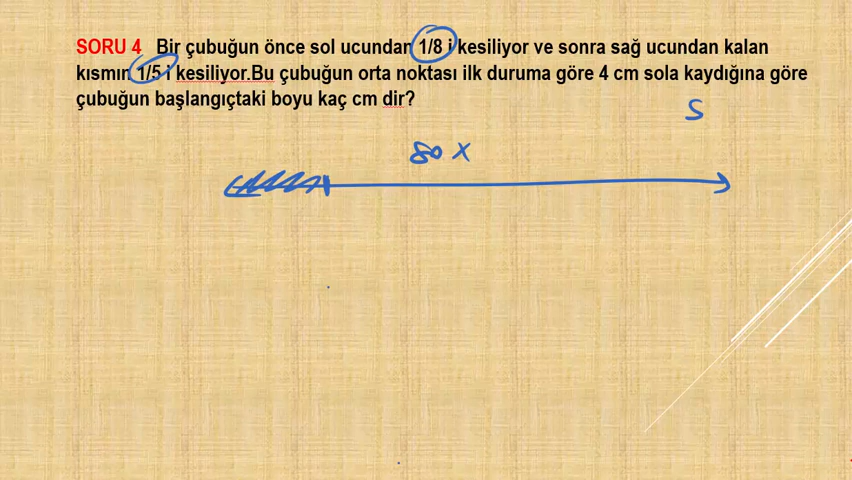 SORU 4 Bir çubuğun önce sol ucundan 1/8 i kesiliyor ve sonra sağ ucundan kalan
kısmın 1/5 i kesiliyor.Bu çubuğun orta noktası ilk duruma göre 4 cm sola kaydığına göre
çubuğun başlangıçtaki boyu kaç cm dir?
S
80 x